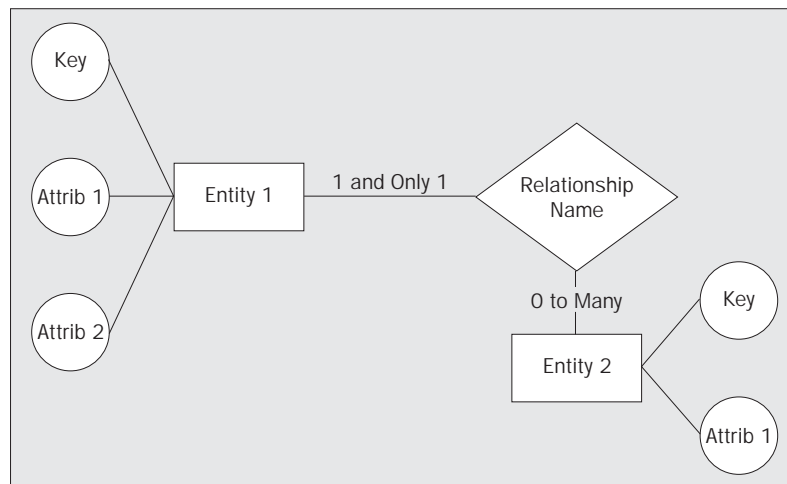 Key
Attrib 1
Attrib 2
Entity 1
1 and Only 1
Relationship
Name
0 to Many
Entity 2
Key
Attrib 1